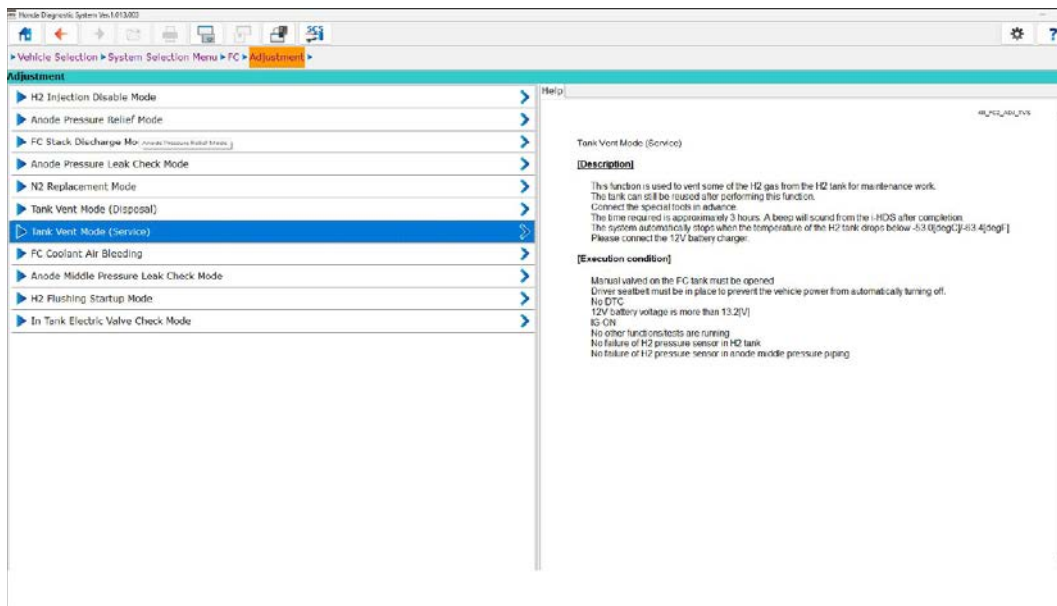 Honda Diagnostic System Ver.1.013.003
SCS
?
Vehicle Selection System Selection Menu FC Adjustment
Adjustment
H2 Injection Disable Mode
Anode Pressure Relief Mode
FC Stack Discharge Mo Anode Pressure Relief Mode
Anode Pressure Leak Check Mode
N2 Replacement Mode
Tank Vent Mode (Disposal)
Tank Vent Mode (Service)
FC Coolant Air Bleeding
Anode Middle Pressure Leak Check Mode
H2 Flushing Startup Mode
In Tank Electric Valve Check Mode
Help
Tank Vent Mode (Service)
[Description]
This function is used to vent some of the H2 gas from the H2 tank for maintenance work.
The tank can still be reused after performing this function.
Connect the special tools in advance.
The time required is approximately 3 hours. A beep will sound from the i-HDS after completion.
The system automatically stops when the temperature of the H2 tank drops below -53.0[degC]/-63.4[degF]
Please connect the 12V battery charger.
[Execution condition]
Manual valved on the FC tank must be opened
Driver seatbelt must be in place to prevent the vehicle power from automatically turning off.
No DTC
12V battery voltage is more than 13.2[V]
IG-ON
No other functions/tests are running
No failure of H2 pressure sensor in H2 tank
No failure of H2 pressure sensor in anode middle pressure piping